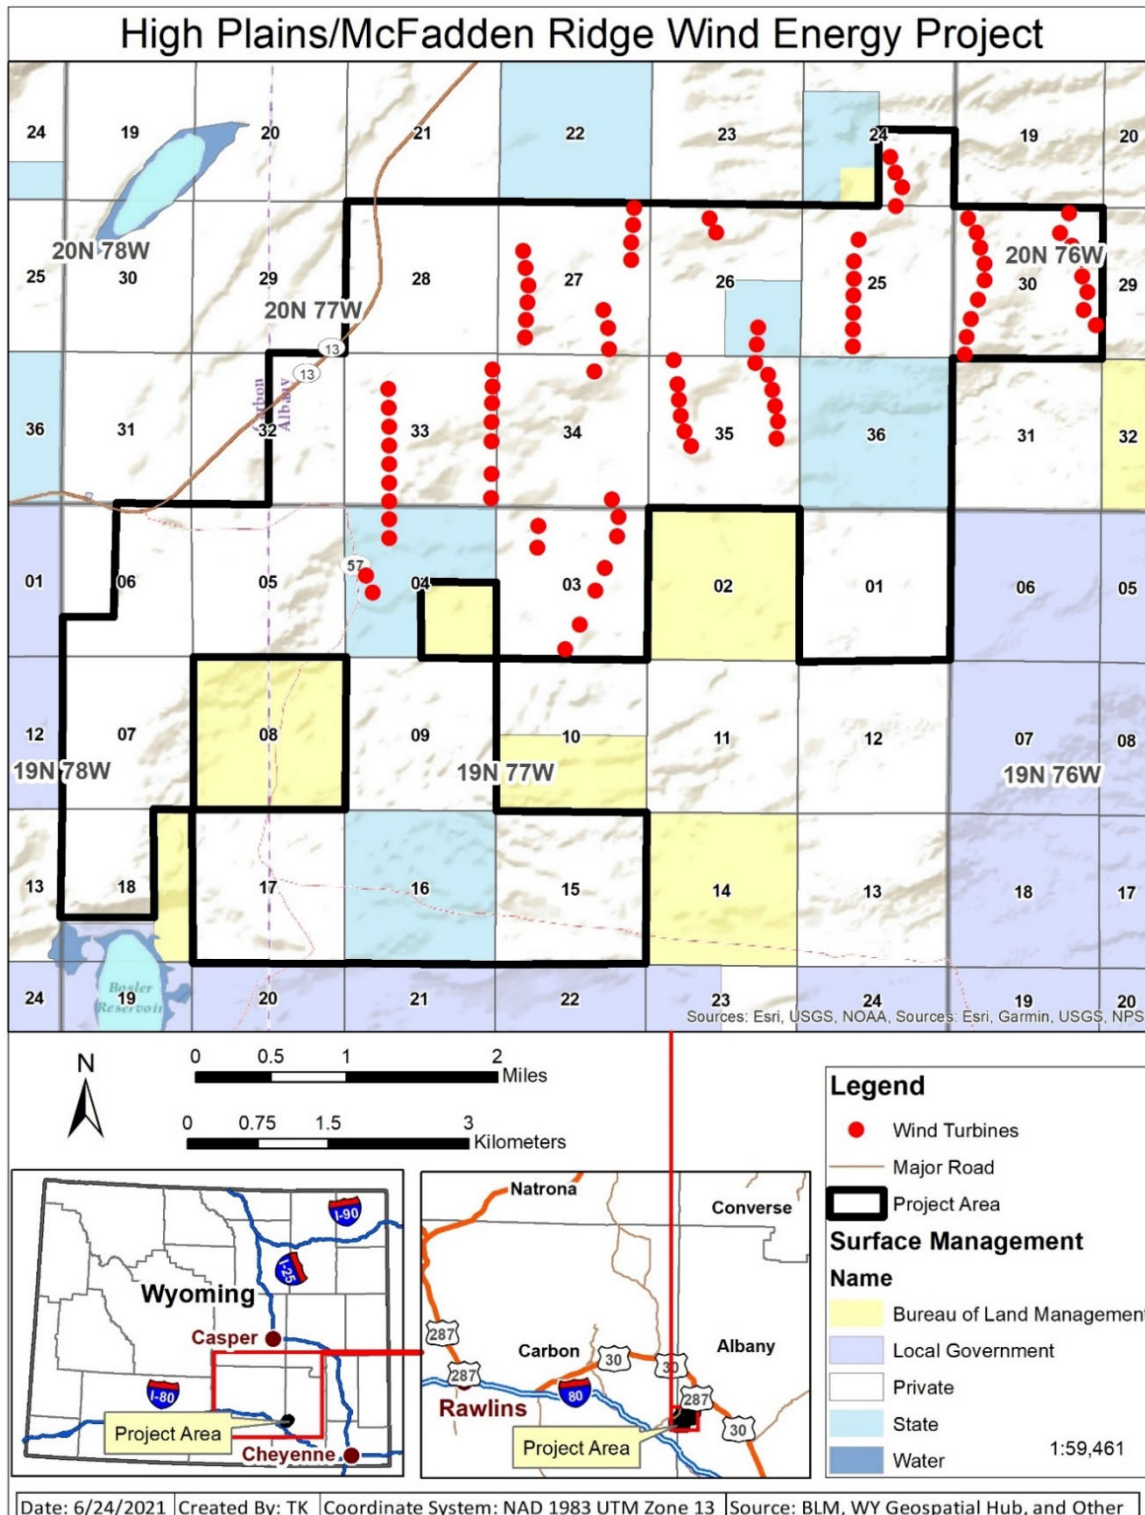 High Plains/McFadden Ridge Wind Energy Project
24 19 20 21 22 23 24 19 20
20N 78W 20N 76W
25 30 29 28 27 26 25 30 29
20N 77W
13
13
Carbon
Albany
36 31 32 33 34 35 36 31 32
57
01 06 05 04 03 02 01 06 05
12 07 08 09 10 11 12 07 08
19N 78W 19N 77W 19N 76W
13 18 17 16 15 14 13 18 17
Bosler
Reservoir
24 19 20 21 22 23 24 19 20
Sources: Esri, USGS, NOAA, Sources: Esri, Garmin, USGS, NPS
N
0 0.5 1 2
Miles
0 0.75 1.5 3
Kilometers
Legend
Wind Turbines
Major Road
Project Area
Surface Management
Name
Bureau of Land Management
Local Government
Private
State
Water
1:59,461
I-90
I-25
Wyoming
Casper
I-80
Project Area
Cheyenne
Natrona
Converse
287
287
Carbon
30
30
Albany
80
287
Rawlins
30
Project Area
Date: 6/24/2021 Created By: TK Coordinate System: NAD 1983 UTM Zone 13 Source: BLM, WY Geospatial Hub, and Other